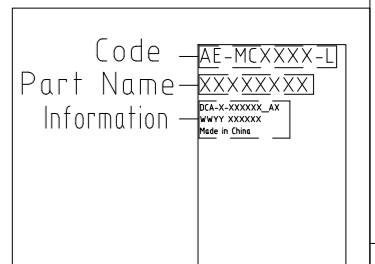 Code AE-MCXXXX-L
Part Name XXXXXXXX
Information DCA-X-XXXXXX_AX
WWYY XXXXXX
Made in China